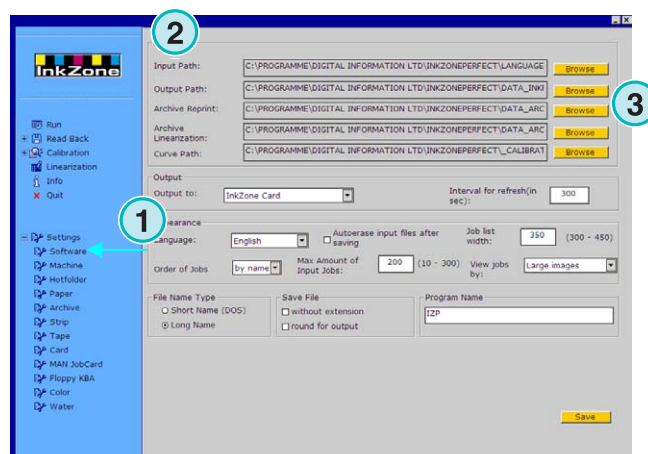 2
InkZone
Input Path:
C:\PROGRAMME\DIGITAL INFORMATION LTD\INKZONEPERFECT\LANGUAGE
Browse
Output Path:
C:\PROGRAMME\DIGITAL INFORMATION LTD\INKZONEPERFECT\DATA_INKI
Browse
3
Archive Reprint:
C:\PROGRAMME\DIGITAL INFORMATION LTD\INKZONEPERFECT\DATA_ARC
Browse
Archive
Linearization:
C:\PROGRAMME\DIGITAL INFORMATION LTD\INKZONEPERFECT\DATA_ARC
Browse
Curve Path:
C:\PROGRAMME\DIGITAL INFORMATION LTD\INKZONEPERFECT\_CALIBRAT
Browse
Run
Read Back
Calibration
Linearization
Info
Quit
Output
Output to:
InkZone Card
Interval for refresh(in
sec):
300
1
Settings
Software
Machine
Hotfolder
Paper
Archive
Strip
Tape
Card
MAN JobCard
Floppy KBA
Color
Water
pearance
anguage:
English
Autoerase input files after
saving
Job list
width:
350
(300 - 450)
Order of Jobs
by name
Max Amount of
Input Jobs:
200
(10 - 300)
View jobs
by:
Large images
File Name Type
Short Name (DOS)
Long Name
Save File
without extension
round for output
Program Name
IZP
Save